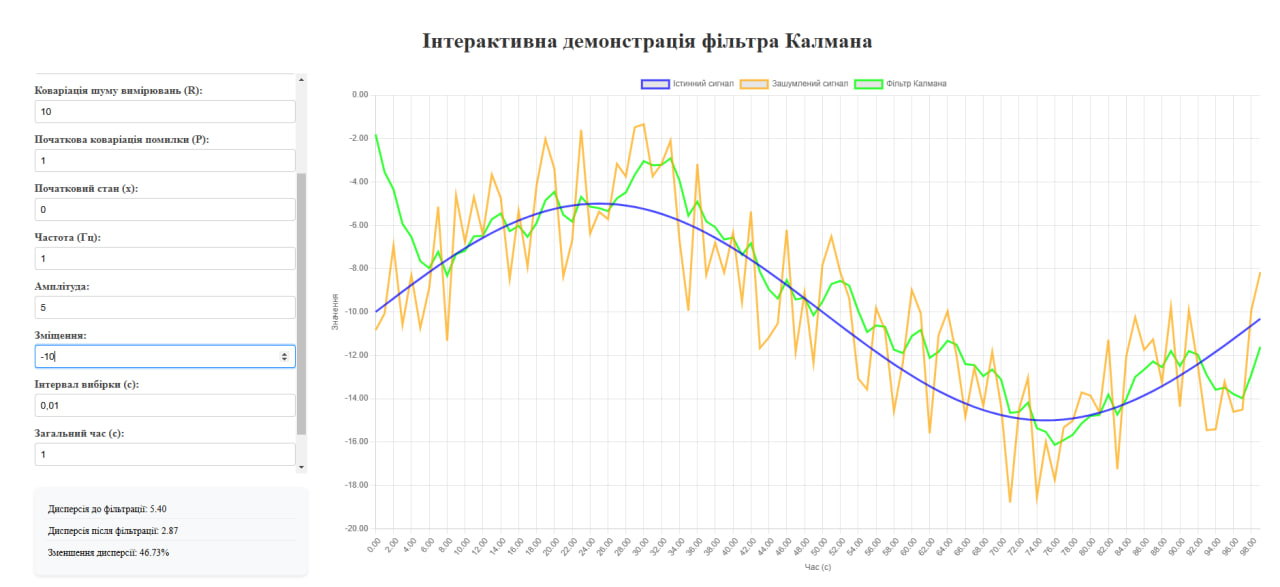 Інтерактивна демонстрація фільтра Калмана
Коваріація шуму вимірювань (R):
10
Початкова коваріація помилки (P):
1
Початковий стан (x):
0
Частота (Гц):
1
Амплітуда:
5
Зміщення:
-10
Інтервал вибірки (с):
0,01
Загальний час (с):
1
Дисперсія до фільтрації: 5.40
Дисперсія після фільтрації: 2.87
Зменшення дисперсії: 46.73%
Істинний сигнал Зашумлений сигнал Фільтр Калмана
Значення
0.00
-2.00
-4.00
-6.00
-8.00
-10.00
-12.00
-14.00
-16.00
-18.00
-20.00
0.00 2.00 4.00 6.00 8.00 10.00 12.00 14.00 16.00 18.00 20.00 22.00 24.00 26.00 28.00 30.00 32.00 34.00 36.00 38.00 40.00 42.00 44.00 46.00 48.00 50.00 52.00 54.00 56.00 58.00 60.00 62.00 64.00 66.00 68.00 70.00 72.00 74.00 76.00 78.00 80.00 82.00 84.00 86.00 88.00 90.00 92.00 94.00 96.00 98.00
Час (с)